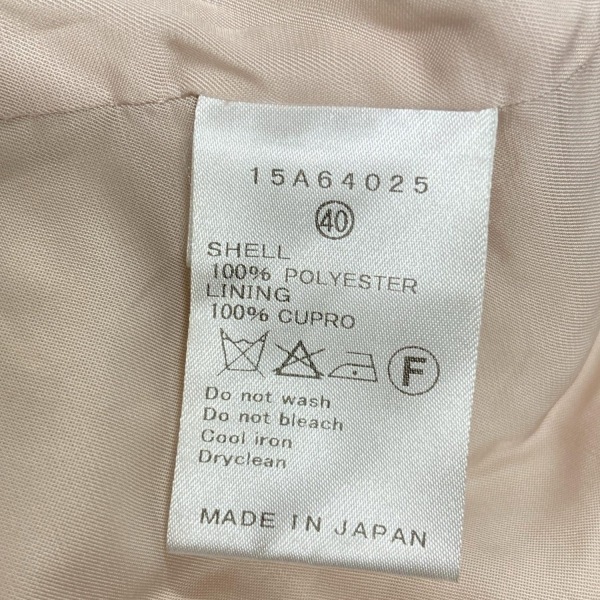 15A64025
40
SHELL
100% POLYESTER
LINING
100% CUPRO
F
Do not wash
Do not bleach
Cool iron
Dryclean
MADE IN JAPAN